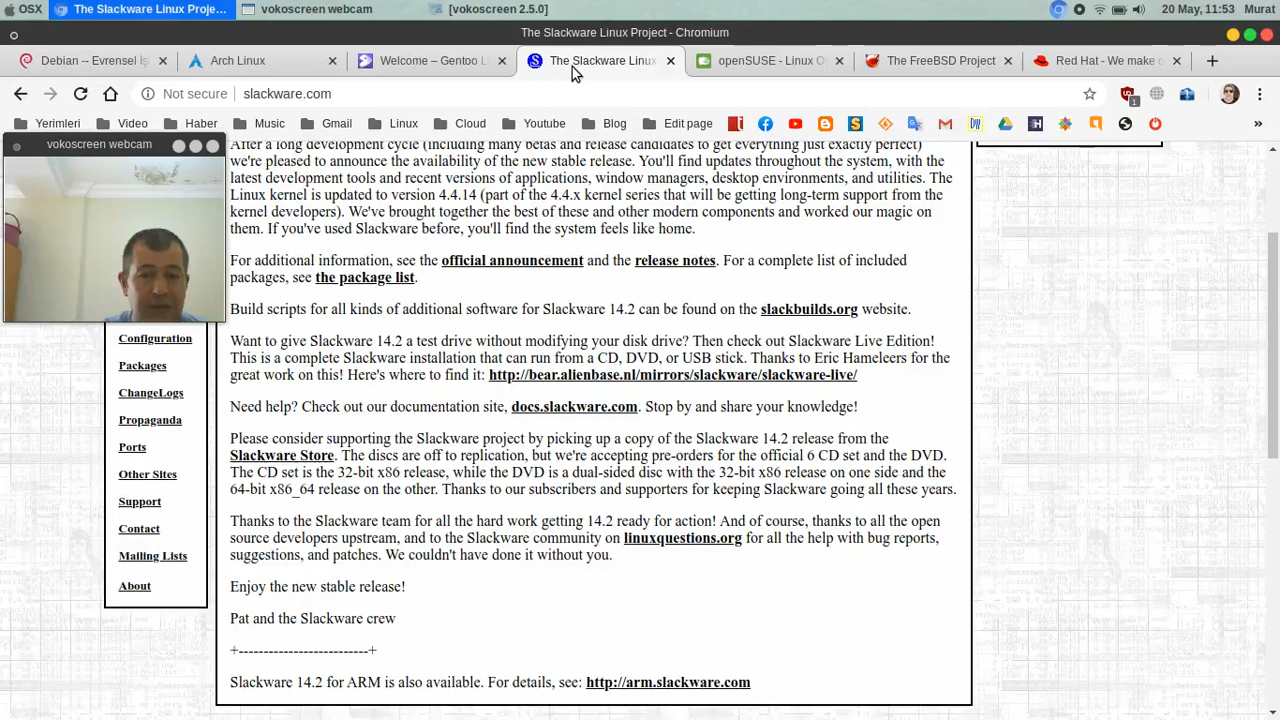 OSX
The Slackware Linux Proje...
vokoscreen webcam
[vokoscreen 2.5.0]
20 May, 11:53
Murat
The Slackware Linux Project - Chromium
Debian -- Evrensel İşl
Arch Linux
Welcome – Gentoo L
The Slackware Linux
openSUSE - Linux O
The FreeBSD Project
Red Hat - We make o
Not secure
slackware.com
Yerimleri
Video
Haber
Music
Gmail
Linux
Cloud
Youtube
Blog
Edit page
vokoscreen webcam
After a long development cycle (including many betas and release candidates to get everything just exactly perfect)
we're pleased to announce the availability of the new stable release. You'll find updates throughout the system, with the
latest development tools and recent versions of applications, window managers, desktop environments, and utilities. The
Linux kernel is updated to version 4.4.14 (part of the 4.4.x kernel series that will be getting long-term support from the
kernel developers). We've brought together the best of these and other modern components and worked our magic on
them. If you've used Slackware before, you'll find the system feels like home.
For additional information, see the official announcement and the release notes. For a complete list of included
packages, see the package list.
Build scripts for all kinds of additional software for Slackware 14.2 can be found on the slackbuilds.org website.
Want to give Slackware 14.2 a test drive without modifying your disk drive? Then check out Slackware Live Edition!
This is a complete Slackware installation that can run from a CD, DVD, or USB stick. Thanks to Eric Hameleers for the
great work on this! Here's where to find it: http://bear.alienbase.nl/mirrors/slackware/slackware-live/
Need help? Check out our documentation site, docs.slackware.com. Stop by and share your knowledge!
Please consider supporting the Slackware project by picking up a copy of the Slackware 14.2 release from the
Slackware Store. The discs are off to replication, but we're accepting pre-orders for the official 6 CD set and the DVD.
The CD set is the 32-bit x86 release, while the DVD is a dual-sided disc with the 32-bit x86 release on one side and the
64-bit x86_64 release on the other. Thanks to our subscribers and supporters for keeping Slackware going all these years.
Thanks to the Slackware team for all the hard work getting 14.2 ready for action! And of course, thanks to all the open
source developers upstream, and to the Slackware community on linuxquestions.org for all the help with bug reports,
suggestions, and patches. We couldn't have done it without you.
Enjoy the new stable release!
Pat and the Slackware crew
+--------------------------+
Slackware 14.2 for ARM is also available. For details, see: http://arm.slackware.com
Configuration
Packages
ChangeLogs
Propaganda
Ports
Other Sites
Support
Contact
Mailing Lists
About